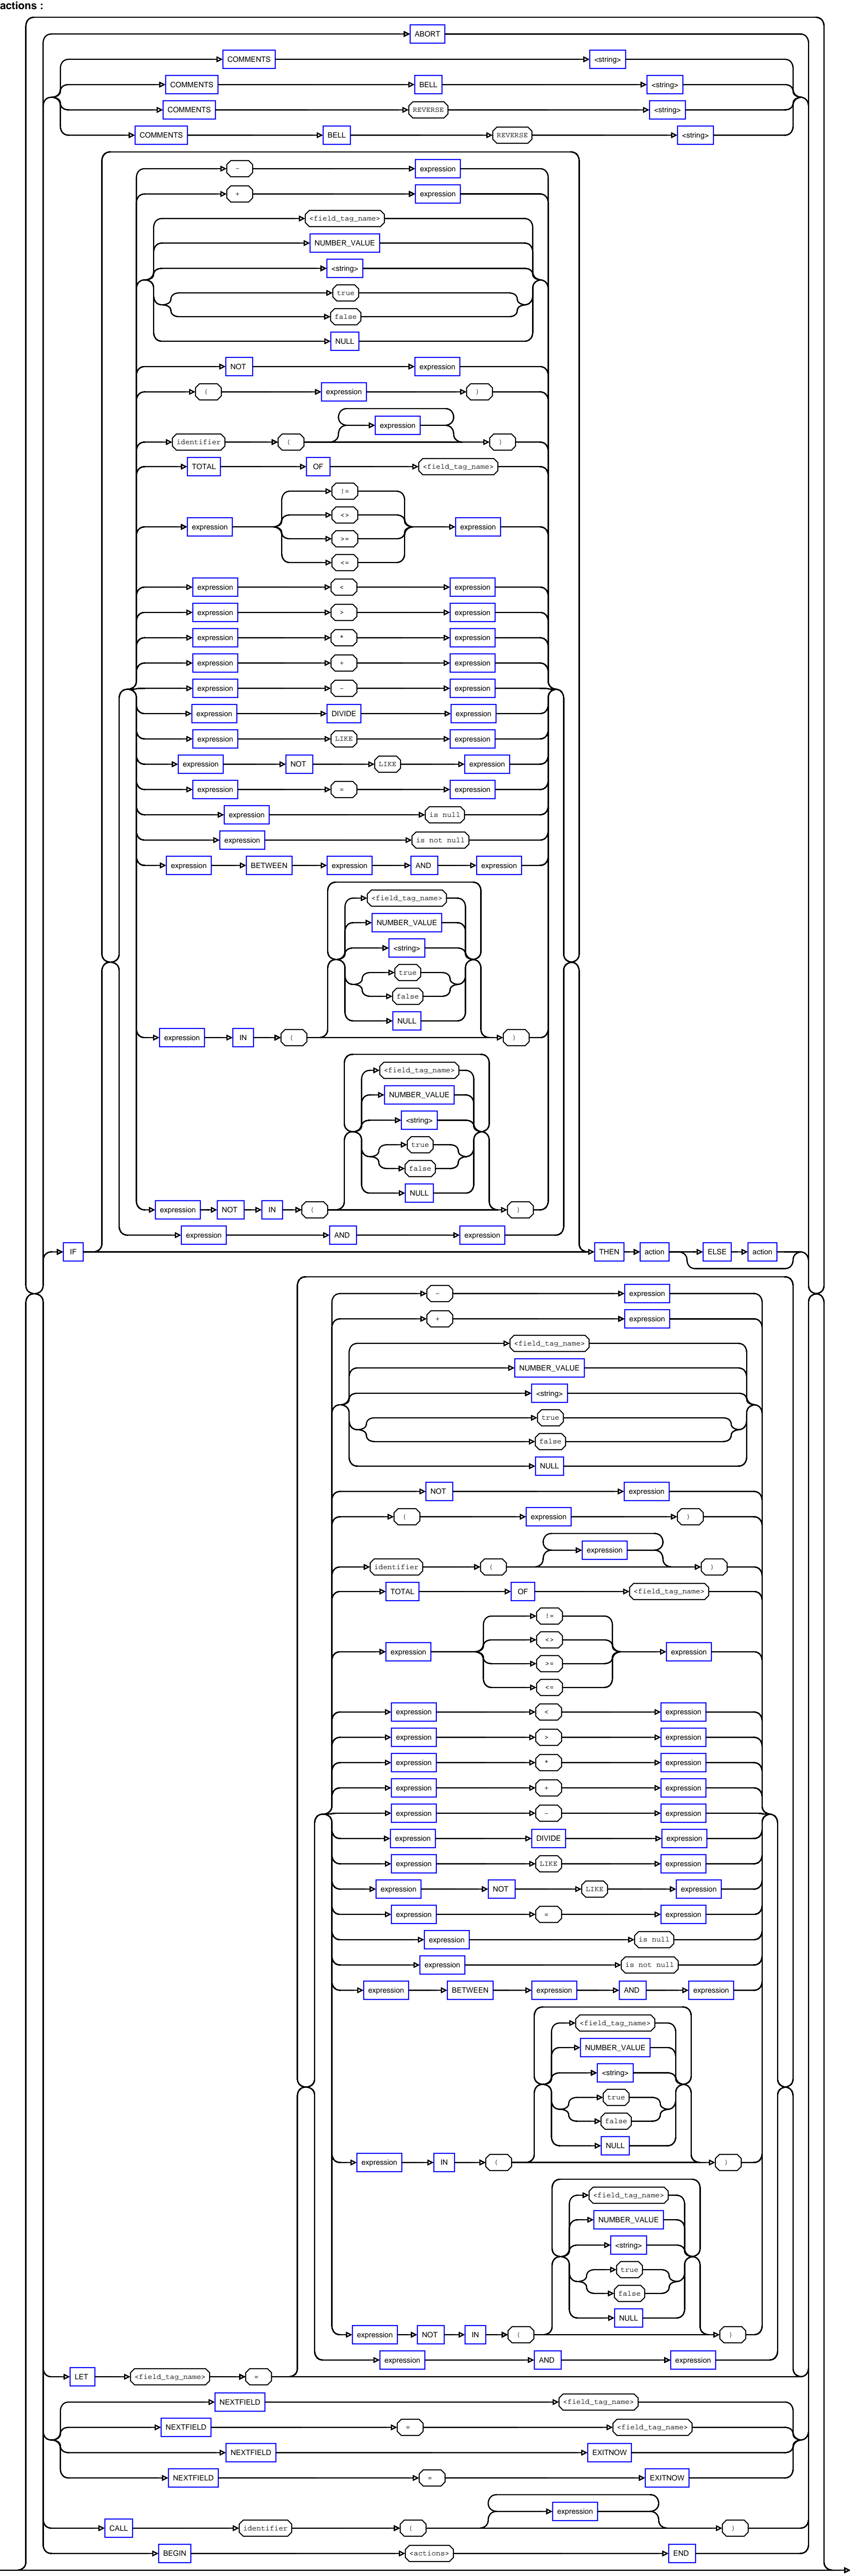 actions :
ABORT
COMMENTS <string>
COMMENTS BELL <string>
COMMENTS REVERSE <string>
COMMENTS BELL REVERSE <string>
- expression
+ expression
<field_tag_name>
NUMBER_VALUE
<string>
true
false
NULL
NOT expression
( expression )
expression
identifier ( )
TOTAL OF <field_tag_name>
!=
<>
expression expression
>=
<=
expression < expression
expression > expression
expression * expression
expression + expression
expression - expression
expression DIVIDE expression
expression LIKE expression
expression NOT LIKE expression
expression = expression
expression is null
expression is not null
expression BETWEEN expression AND expression
<field_tag_name>
NUMBER_VALUE
<string>
true
false
NULL
expression IN ( )
<field_tag_name>
NUMBER_VALUE
<string>
true
false
NULL
expression NOT IN ( )
expression AND expression
IF THEN action ELSE action
- expression
+ expression
<field_tag_name>
NUMBER_VALUE
<string>
true
false
NULL
NOT expression
( expression )
expression
identifier ( )
TOTAL OF <field_tag_name>
!=
<>
expression expression
>=
<=
expression < expression
expression > expression
expression * expression
expression + expression
expression - expression
expression DIVIDE expression
expression LIKE expression
expression NOT LIKE expression
expression = expression
expression is null
expression is not null
expression BETWEEN expression AND expression
<field_tag_name>
NUMBER_VALUE
<string>
true
false
NULL
expression IN ( )
<field_tag_name>
NUMBER_VALUE
<string>
true
false
NULL
expression NOT IN ( )
expression AND expression
LET <field_tag_name> =
NEXTFIELD <field_tag_name>
NEXTFIELD = <field_tag_name>
NEXTFIELD EXITNOW
NEXTFIELD = EXITNOW
expression
CALL identifier ( )
BEGIN <actions> END